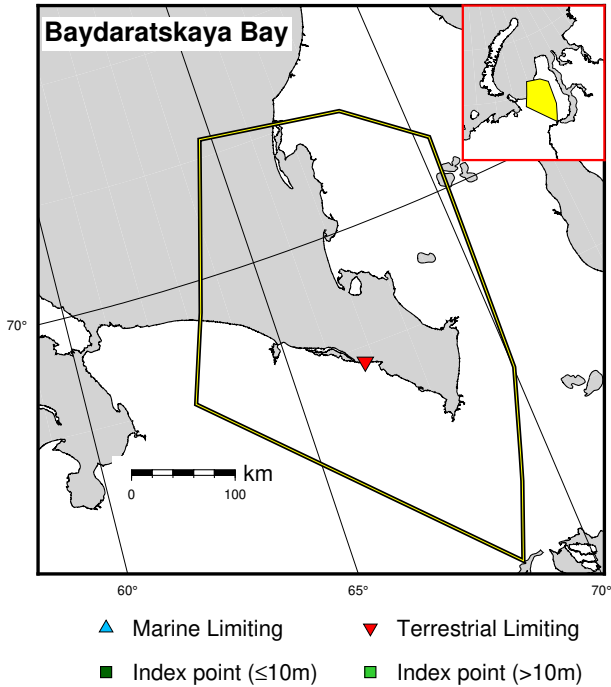 Baydaratskaya Bay
70°
km
0 100
60° 65° 70°
Marine Limiting
Terrestrial Limiting
Index point (≤10m)
Index point (>10m)